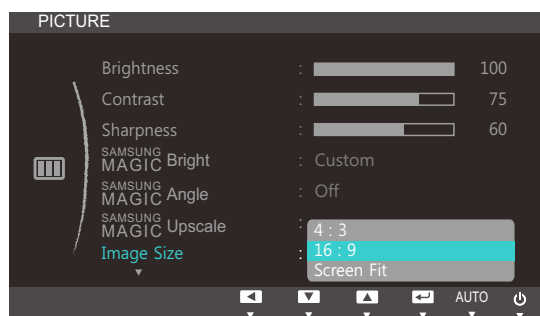 PICTURE
Brightness : 100
Contrast : 75
Sharpness : 60
SAMSUNG MAGIC Bright : Custom
SAMSUNG MAGIC Angle : Off
SAMSUNG MAGIC Upscale :
4 : 3
Image Size : 16 : 9
Screen Fit
AUTO